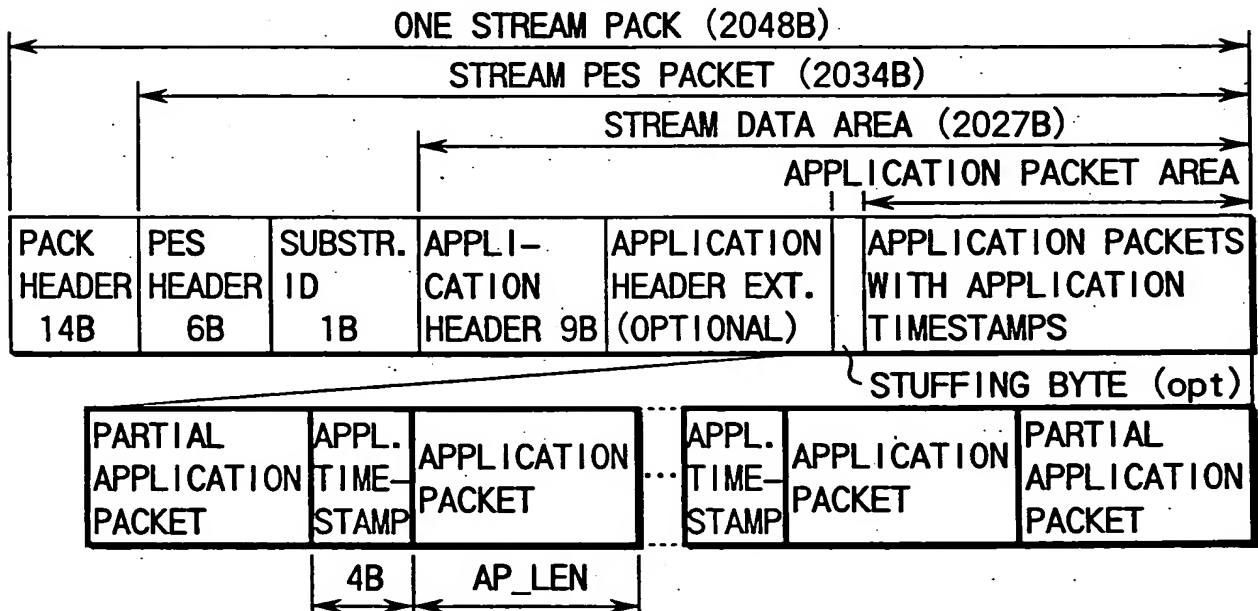 ONE STREAM PACK (2048B)
STREAM PES PACKET (2034B)
STREAM DATA AREA (2027B)
APPLICATION PACKET AREA
PACK
HEADER
14B
PES
HEADER
6B
SUBSTR.
ID
1B
APPLI-
CATION
HEADER 9B
APPLICATION
HEADER EXT.
(OPTIONAL)
APPLICATION PACKETS
WITH APPLICATION
TIMESTAMPS
STUFFING BYTE (opt)
PARTIAL
APPLICATION
PACKET
APPL.
TIME-
STAMP
APPLICATION
PACKET
APPL.
TIME-
STAMP
APPLICATION
PACKET
PARTIAL
APPLICATION
PACKET
4B
AP_LEN